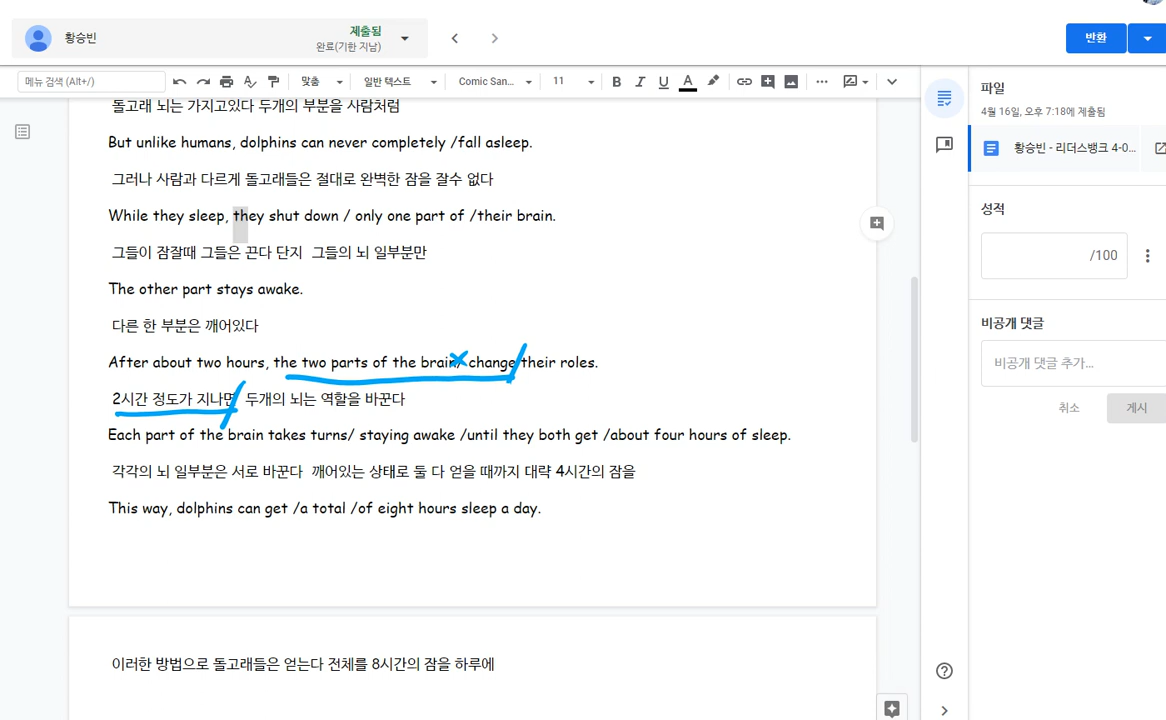 황승빈
제출됨
완료(기한 지남)
반환
메뉴 검색 (Alt+/)
맞춤
일반 텍스트
Comic San...
11
B I U A
돌고래 뇌는 가지고있다 두개의 부분을 사람처럼
But unlike humans, dolphins can never completely /fall asleep.
그러나 사람과 다르게 돌고래들은 절대로 완벽한 잠을 잘수 없다
While they sleep, they shut down / only one part of /their brain.
그들이 잠잘때 그들은 끈다 단지 그들의 뇌 일부분만
The other part stays awake.
다른 한 부분은 깨어있다
After about two hours, the two parts of the brain/ change their roles.
2시간 정도가 지나면 두개의 뇌는 역할을 바꾼다
Each part of the brain takes turns/ staying awake /until they both get /about four hours of sleep.
각각의 뇌 일부분은 서로 바꾼다 깨어있는 상태로 둘 다 얻을 때까지 대략 4시간의 잠을
This way, dolphins can get /a total /of eight hours sleep a day.
이러한 방법으로 돌고래들은 얻는다 전체를 8시간의 잠을 하루에
파일
4월 16일, 오후 7:18에 제출됨
황승빈 - 리더스뱅크 4-0...
성적
/100
비공개 댓글
비공개 댓글 추가...
취소
게시